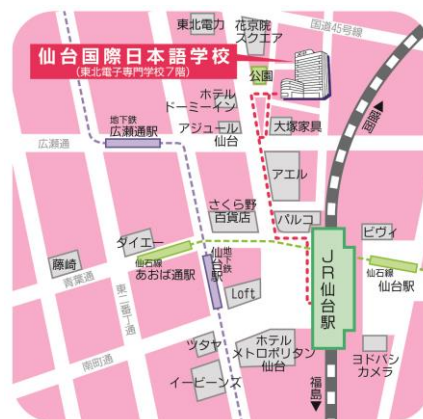 東北電力
花京院
スクエア
国道45号線
仙台国際日本語学校
(東北電子専門学校7階)
公園
盛岡
ホテル
ドーミーイン
地下鉄
広瀬通駅
アジュール
仙台
大塚家具
広瀬通
アエル
さくら野
百貨店
パルコ
ダイエー
ビヴィ
藤崎
仙石線
あおば通駅
地下鉄
仙台駅
JR仙台駅
仙石線
仙台駅
青葉通
東二番丁通
Loft
ツタヤ
ホテル
メトロポリタン
仙台
ヨドバシ
カメラ
南町通
イービーンズ
福島